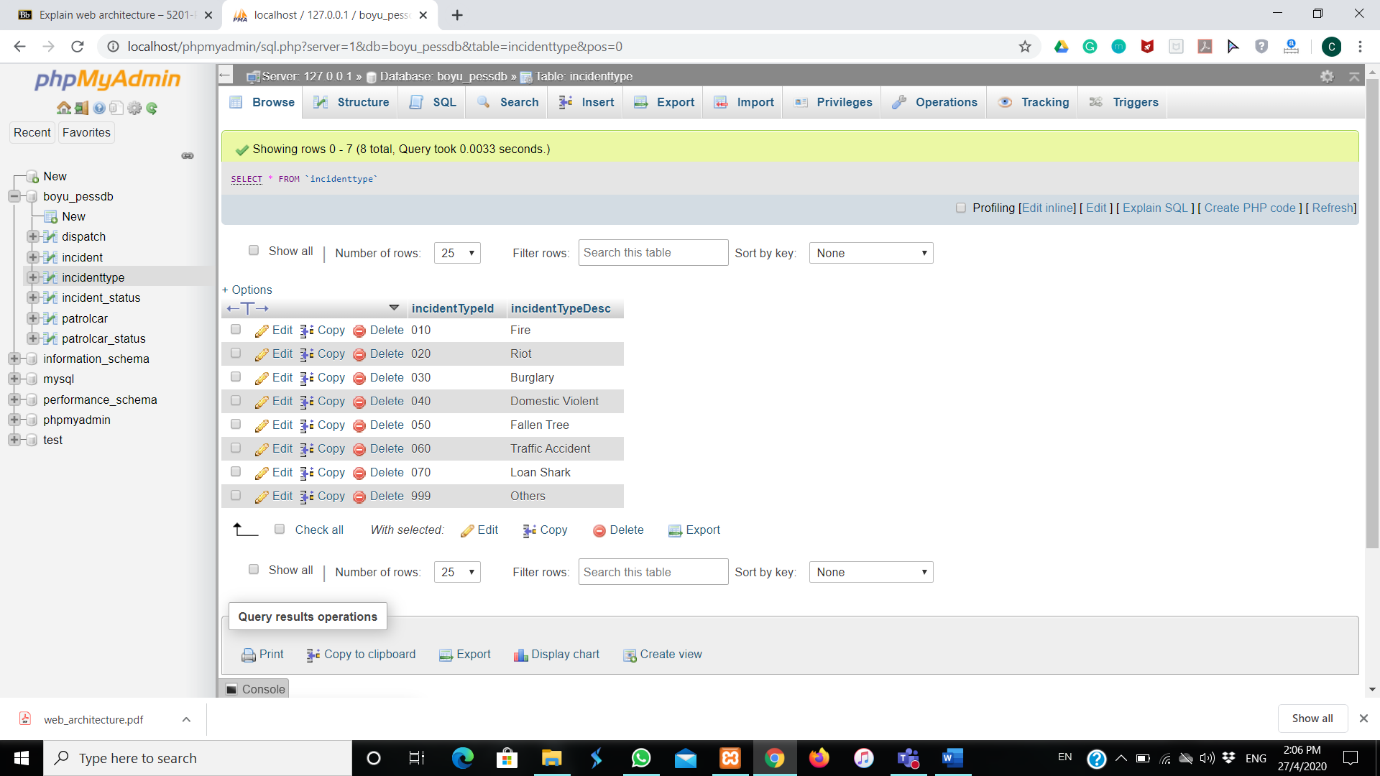 Explain web architecture – 5201-
localhost / 127.0.0.1 / boyu_pess
localhost/phpmyadmin/sql.php?server=1&db=boyu_pessdb&table=incidenttype&pos=0
C
phpMyAdmin
Recent Favorites
New
boyu_pessdb
New
dispatch
incident
incidenttype
incident_status
patrolcar
patrolcar_status
information_schema
mysql
performance_schema
phpmyadmin
test
Server: 127.0.0.1 » Database: boyu_pessdb » Table: incidenttype
Browse Structure SQL Search Insert Export Import Privileges Operations Tracking Triggers
Showing rows 0 - 7 (8 total, Query took 0.0033 seconds.)
SELECT * FROM `incidenttype`
Profiling [Edit inline] [ Edit ] [ Explain SQL ] [ Create PHP code ] [ Refresh]
Show all | Number of rows: 25 Filter rows: Search this table Sort by key: None
+ Options
←T→ incidentTypeId incidentTypeDesc
Edit Copy Delete 010 Fire
Edit Copy Delete 020 Riot
Edit Copy Delete 030 Burglary
Edit Copy Delete 040 Domestic Violent
Edit Copy Delete 050 Fallen Tree
Edit Copy Delete 060 Traffic Accident
Edit Copy Delete 070 Loan Shark
Edit Copy Delete 999 Others
Check all With selected: Edit Copy Delete Export
Show all | Number of rows: 25 Filter rows: Search this table Sort by key: None
Query results operations
Print Copy to clipboard Export Display chart Create view
Console
web_architecture.pdf
Show all
Type here to search
EN
ENG
2:06 PM
27/4/2020